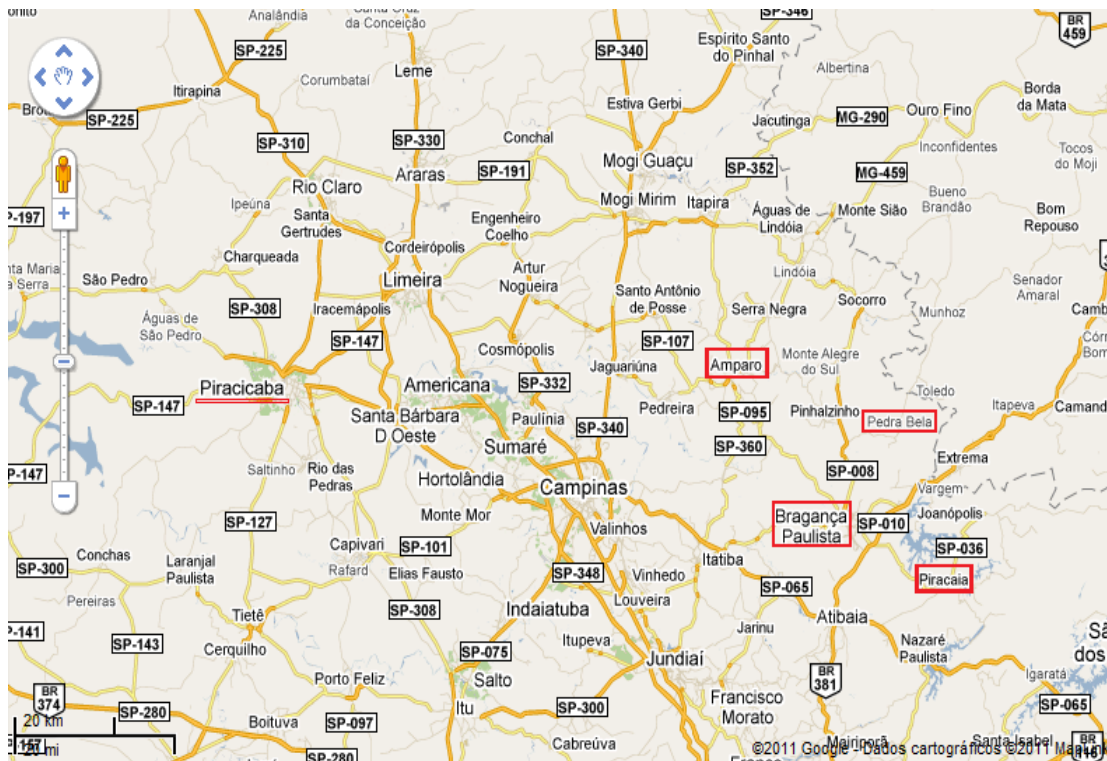 Analândia
da Conceição
SP-346
BR
459
SP-225
SP-340
Espírito Santo
do Pinhal
Leme
Corumbataí
Albertina
Itirapina
Estiva Gerbi
Borda
da Mata
SP-225
Jacutinga
MG-290
Ouro Fino
SP-310
SP-330
Conchal
Inconfidentes
Tocos
do Moji
Mogi Guaçu
SP-352
SP-191
MG-459
Araras
Rio Claro
Bueno
Brandão
Ipeúna
Santa
Gertrudes
Mogi Mirim
Itapira
Águas de
Lindóia
Monte Sião
Bom
Repouso
Engenheiro
Coelho
Cordeirópolis
Charqueada
São Pedro
Limeira
Artur
Nogueira
Lindóia
Senador
Amaral
Santo Antônio
de Posse
Socorro
Serra Negra
Munhoz
SP-308
Iracemápolis
Águas de
São Pedro
SP-147
SP-107
Cosmópolis
Monte Alegre
do Sul
Amparo
Jaguariúna
Piracicaba
Americana
SP-332
Toledo
SP-147
Pedreira
SP-095
Pinhalzinho
Itapeva
Pedra Bela
Santa Bárbara
D Oeste
Paulínia
SP-340
Sumaré
SP-360
Extrema
SP-147
Saltinho
Rio das
Pedras
Hortolândia
SP-008
Campinas
Vargem
Joanópolis
Monte Mor
Valinhos
Bragança
Paulista
SP-010
SP-127
Capivari
SP-101
SP-036
Conchas
SP-300
Laranjal
Paulista
Rafard
Elias Fausto
SP-348
Itatiba
Vinhedo
SP-065
Piracaia
Pereiras
Tietê
SP-308
Indaiatuba
Louveira
Atibaia
SP-143
Jarinu
Cerquilho
Itupeva
Nazaré
Paulista
SP-075
Jundiaí
Salto
Porto Feliz
BR
381
Igaratá
BR
374
Itu
SP-300
Francisco
Morato
20 km
20 mi
SP-280
Boituva
SP-097
SP-065
Cabreúva
SP-280
Mairiporã
Santa Isabel
©2011 Google - Dados cartográficos ©2011 MapLink